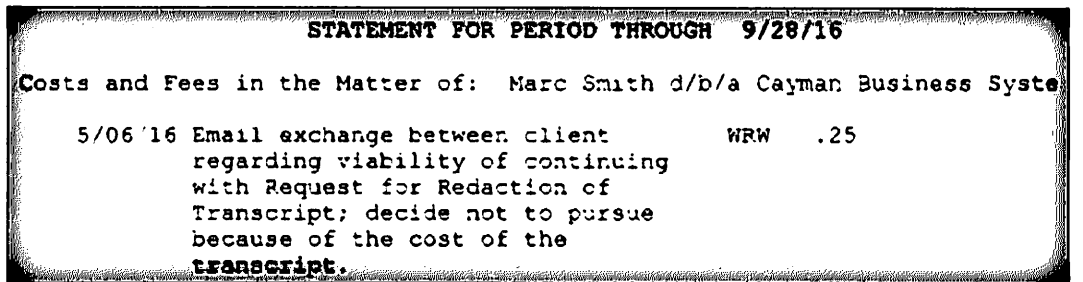 STATEMENT FOR PERIOD THROUGH 9/28/16
Costs and Fees in the Matter of: Marc Smith d/b/a Cayman Business Syste
5/06/16 Email exchange between client WRW .25
regarding viability of continuing
with Request for Redaction of
Transcript; decide not to pursue
because of the cost of the
transcript.